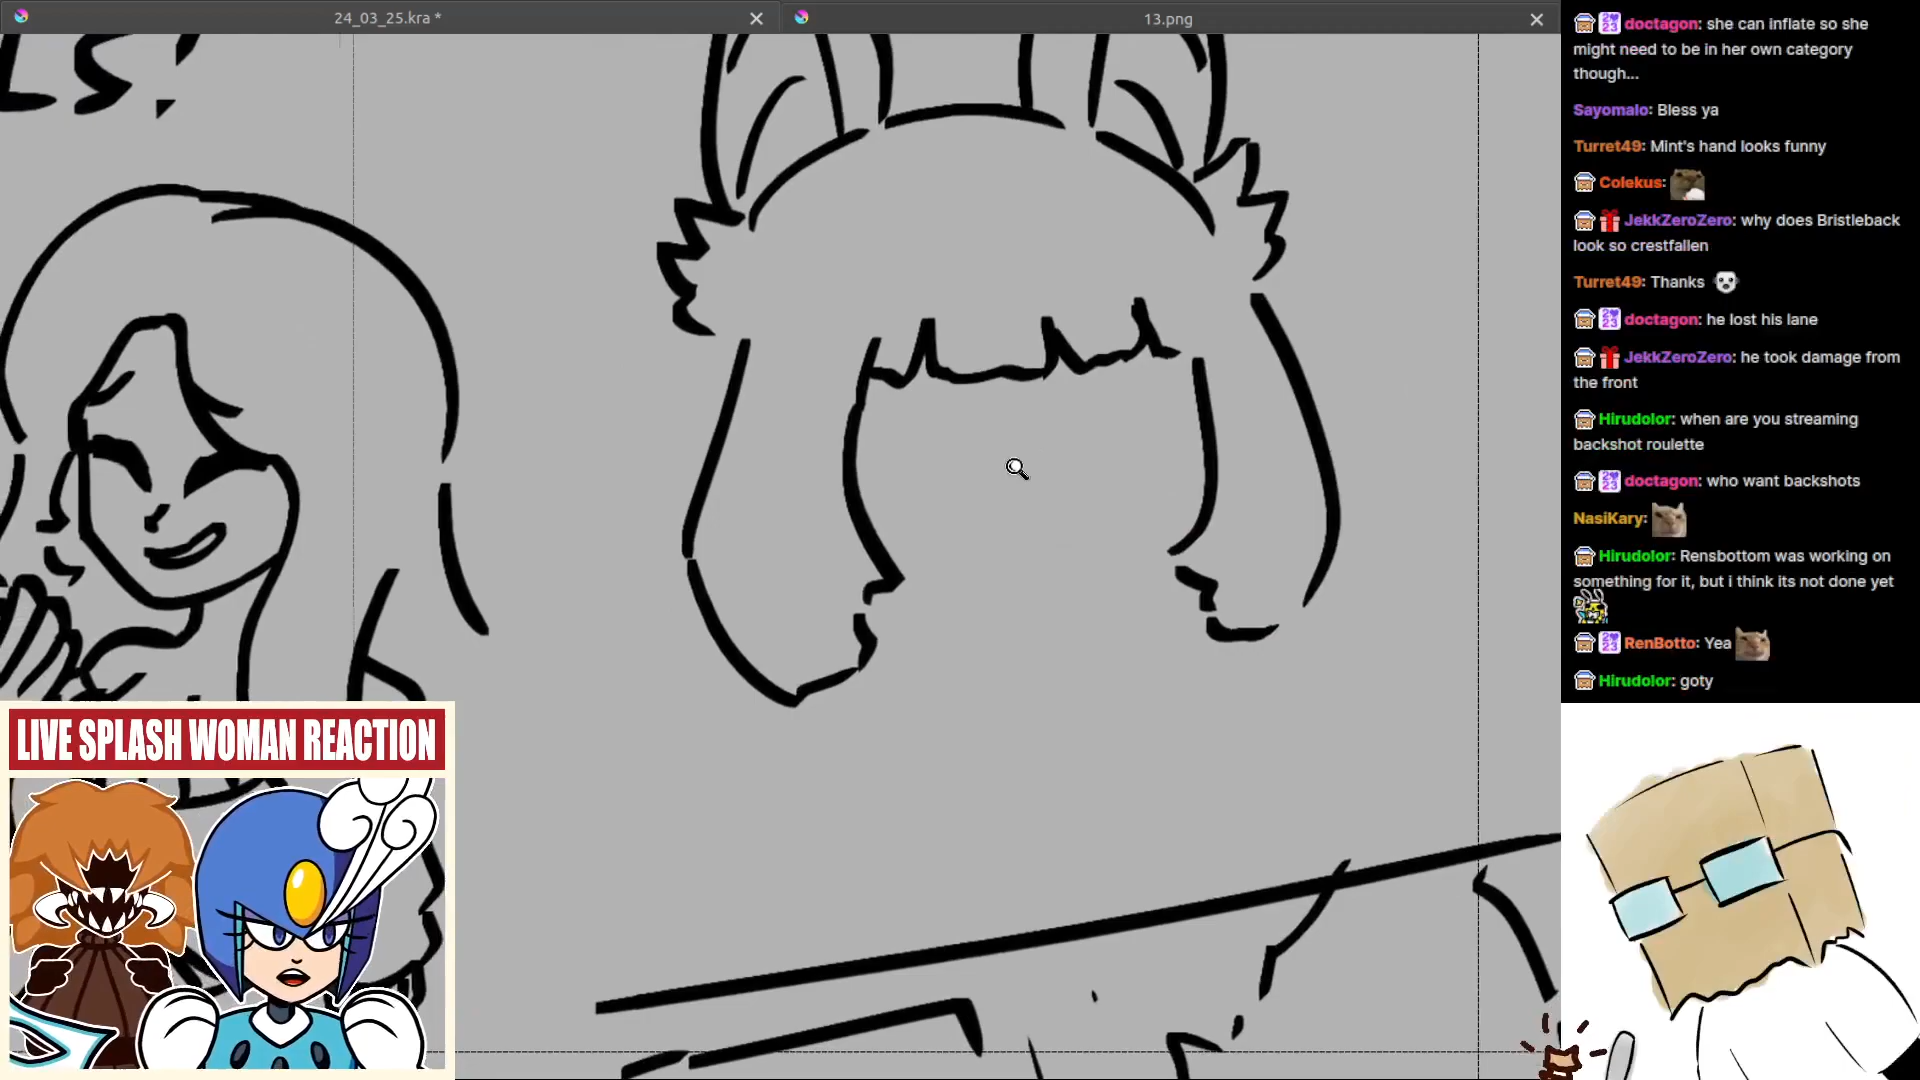 24_03_25.kra *
13.png
LS?
doctagon: she can inflate so she
might need to be in her own category
though...
Sayomalo: Bless ya
Turret49: Mint's hand looks funny
Colekus:
JekkZeroZero: why does Bristleback
look so crestfallen
Turret49: Thanks
doctagon: he lost his lane
JekkZeroZero: he took damage from
the front
Hirudolor: when are you streaming
backshot roulette
doctagon: who want backshots
NasiKary:
Hirudolor: Rensbottom was working on
something for it, but i think its not done yet
RenBotto: Yea
Hirudolor: goty
LIVE SPLASH WOMAN REACTION